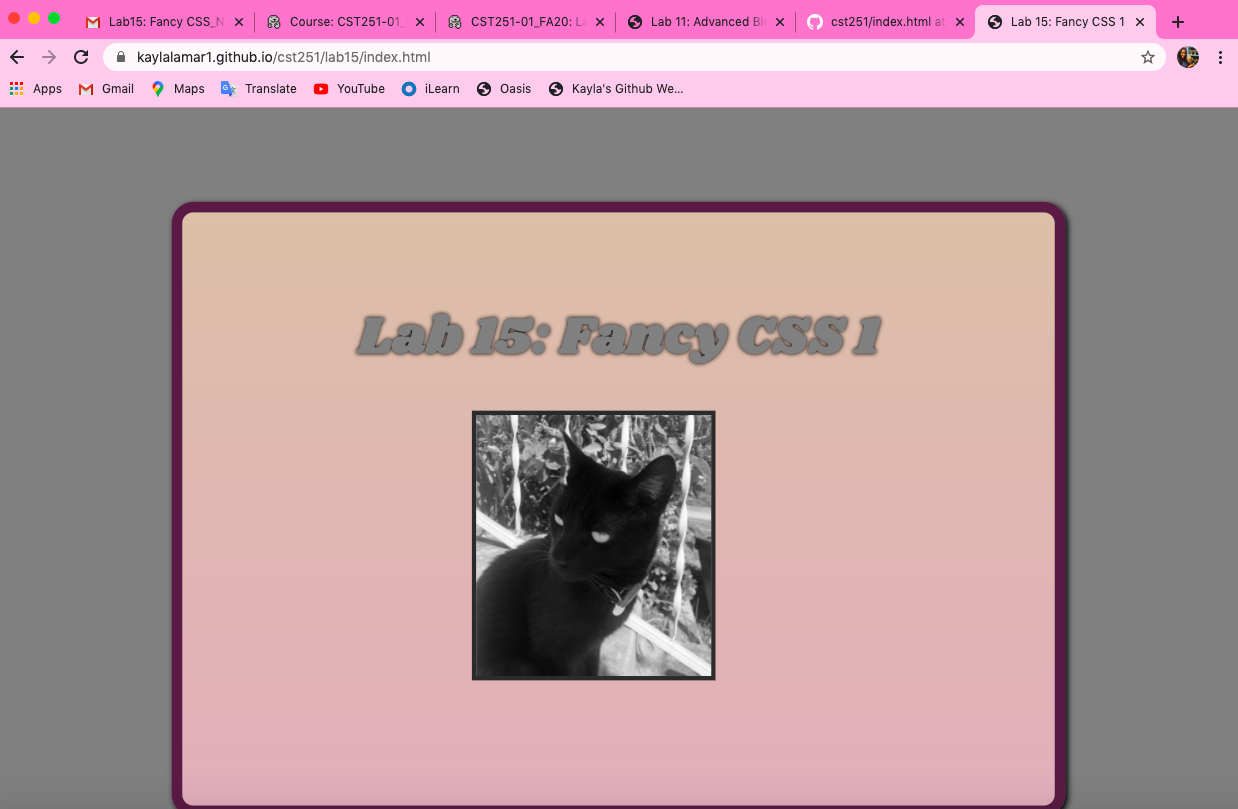 Lab15: Fancy CSS_N
Course: CST251-01_
CST251-01_FA20: La
Lab 11: Advanced Blo
cst251/index.html at
Lab 15: Fancy CSS 1
kaylalamar1.github.io/cst251/lab15/index.html
Apps
Gmail
Maps
Translate
YouTube
iLearn
Oasis
Kayla's Github We...
Lab 15: Fancy CSS 1